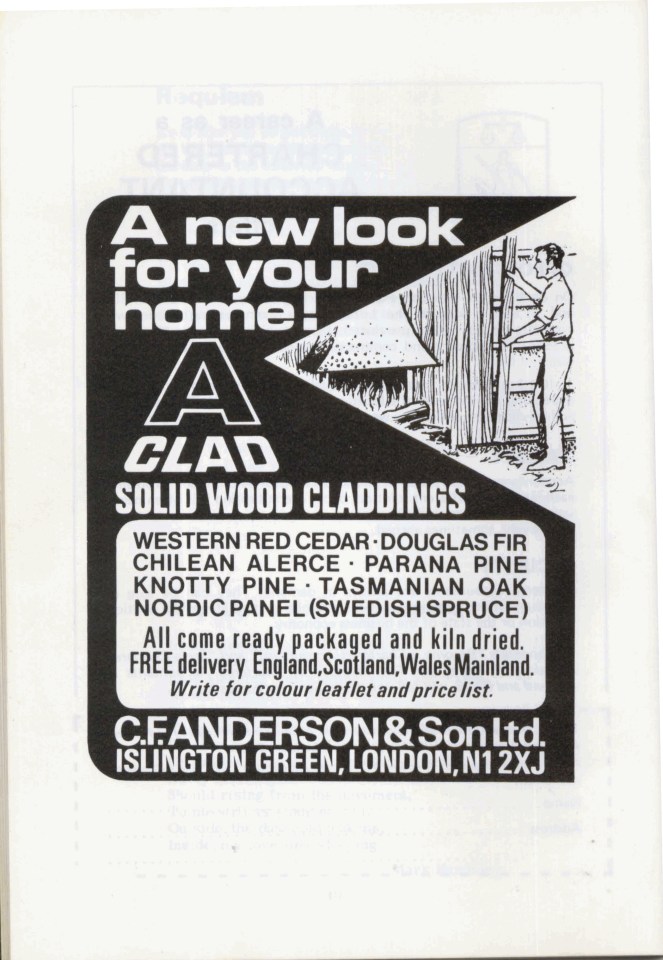 A new look
for your
home!
A
CLAD
SOLID WOOD CLADDINGS
WESTERN RED CEDAR · DOUGLAS FIR
CHILEAN ALERCE · PARANA PINE
KNOTTY PINE · TASMANIAN OAK
NORDIC PANEL (SWEDISH SPRUCE)
All come ready packaged and kiln dried.
FREE delivery England, Scotland, Wales Mainland.
Write for colour leaflet and price list.
C.F. ANDERSON & Son Ltd.
ISLINGTON GREEN, LONDON, N1 2XJ